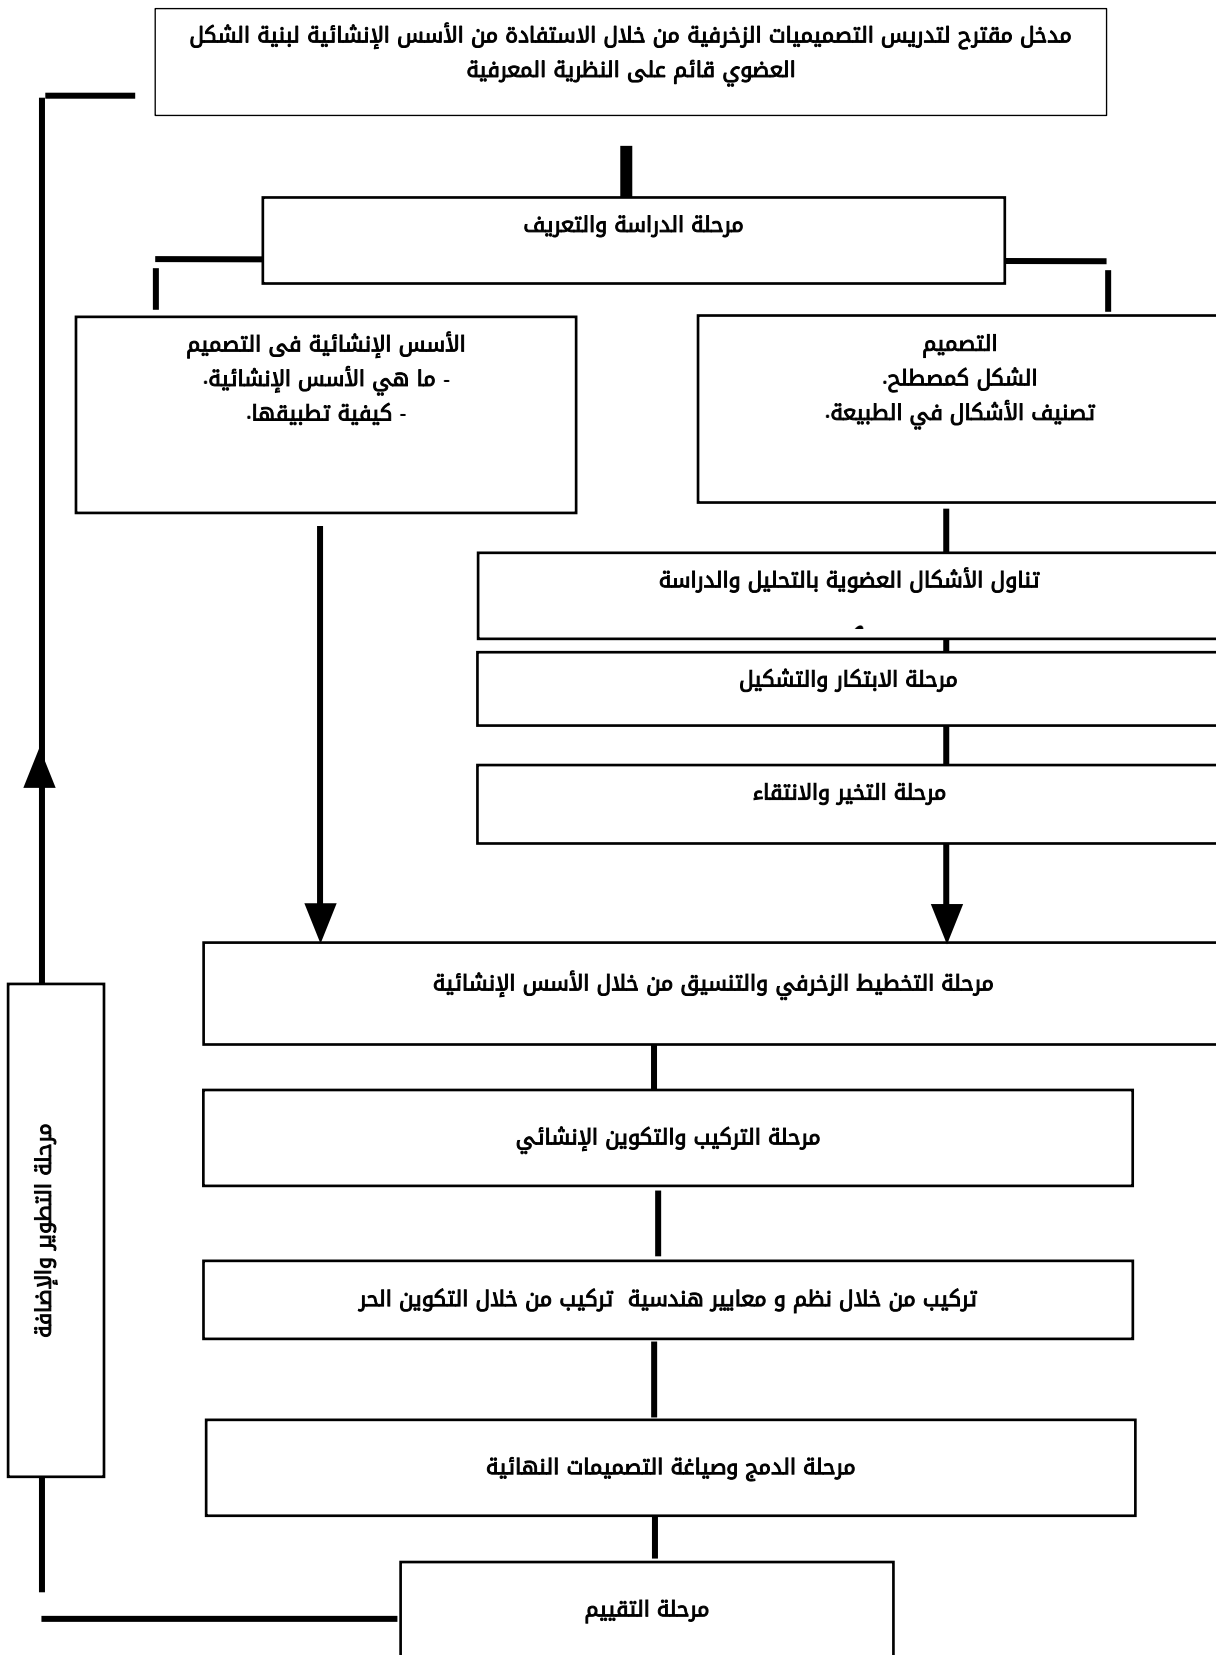 مدخل مقترح لتدريس التصميميات الزخرفية من خلال الاستفادة من الأسس الإنشائية لبنية الشكل
العضوي قائم على النظرية المعرفية
مرحلة الدراسة والتعريف
التصميم
الشكل كمصطلح.
تصنيف الأشكال في الطبيعة.
الأسس الإنشائية فى التصميم
- ما هي الأسس الإنشائية.
- كيفية تطبيقها.
تناول الأشكال العضوية بالتحليل والدراسة
مرحلة الابتكار والتشكيل
مرحلة التخير والانتقاء
مرحلة التخطيط الزخرفي والتنسيق من خلال الأسس الإنشائية
مرحلة التركيب والتكوين الإنشائي
تركيب من خلال نظم و معايير هندسية  تركيب من خلال التكوين الحر
مرحلة الدمج وصياغة التصميمات النهائية
مرحلة التقييم
مرحلة التطوير والإضافة